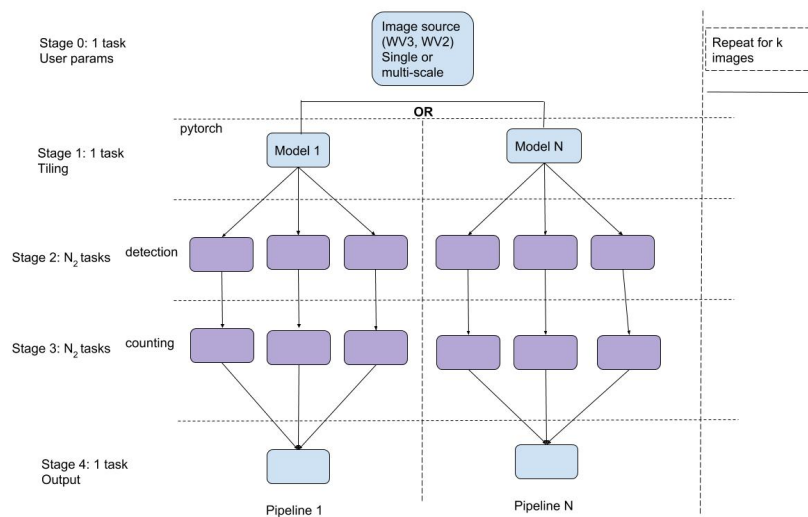 Stage 0: 1 task
User params
Image source
(WV3, WV2)
Single or
multi-scale
Repeat for k
images
OR
pytorch
Stage 1: 1 task
Tiling
Model 1
Model N
Stage 2: N₂ tasks
detection
Stage 3: N₂ tasks
counting
Stage 4: 1 task
Output
Pipeline 1
Pipeline N